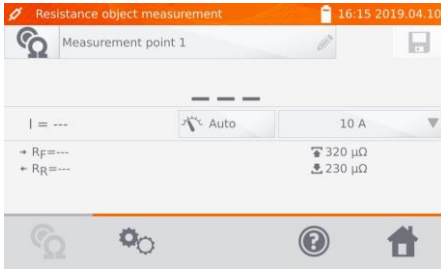 Resistance object measurement 16:15 2019.04.10
Measurement point 1
---
I = --- Auto 10 A
RF=--- 320 µΩ
RR=--- 230 µΩ